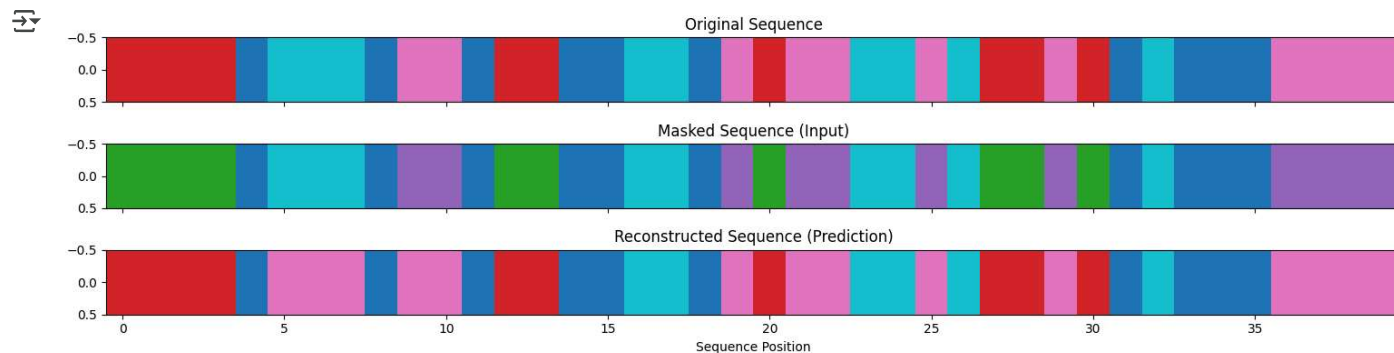 Original Sequence
−0.5
0.0
0.5
Masked Sequence (Input)
−0.5
0.0
0.5
Reconstructed Sequence (Prediction)
−0.5
0.0
0.5
0 5 10 15 20 25 30 35
Sequence Position